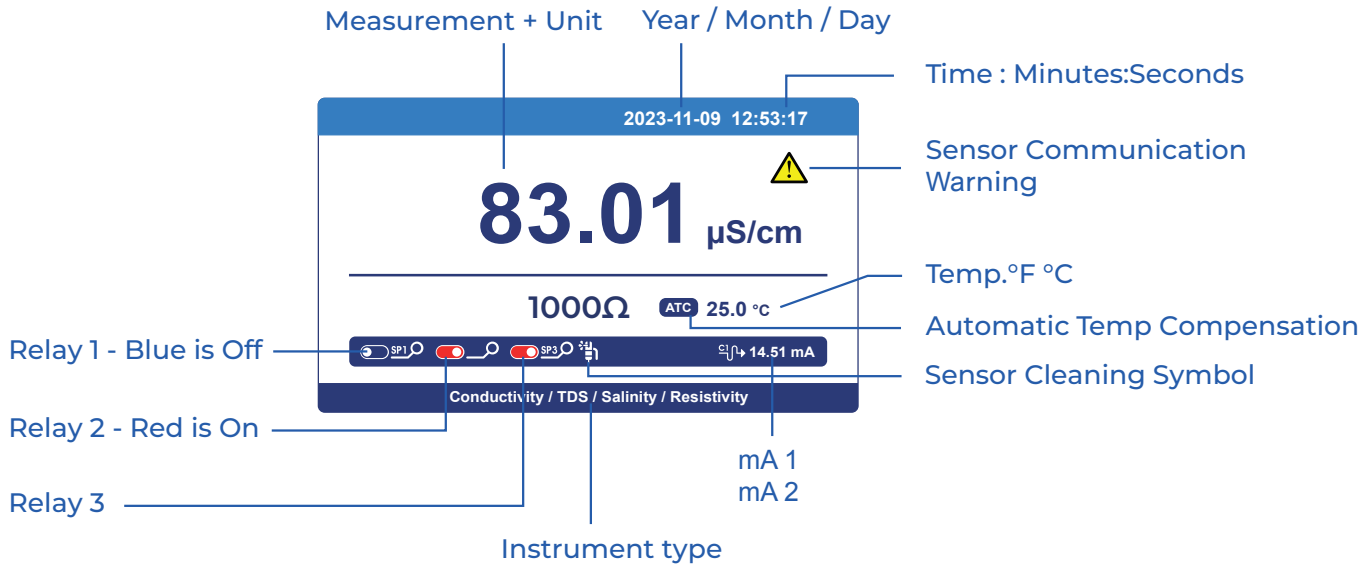 Measurement + Unit
Year / Month / Day
Time : Minutes:Seconds
2023-11-09 12:53:17
Sensor Communication
Warning
83.01 µS/cm
Temp.°F °C
1000Ω ATC 25.0 °C
Automatic Temp Compensation
Relay 1 - Blue is Off
SP1 SP3 C1 14.51 mA
Sensor Cleaning Symbol
Conductivity / TDS / Salinity / Resistivity
Relay 2 - Red is On
mA 1
mA 2
Relay 3
Instrument type